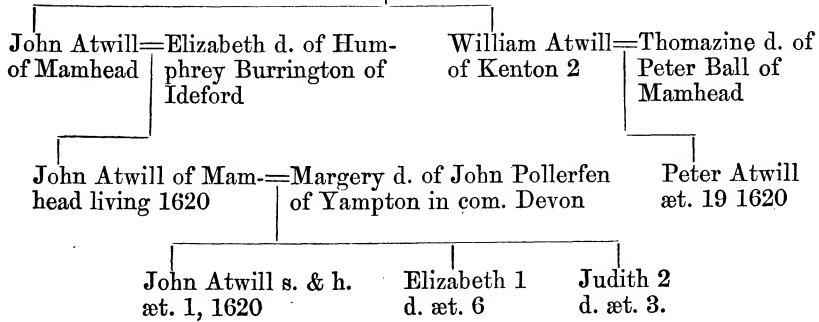 John Atwill=Elizabeth d. of Hum-
of Mamhead phrey Burrington of
Ideford
William Atwill=Thomazine d. of
of Kenton 2 Peter Ball of
Mamhead
John Atwill of Mam-=Margery d. of John Pollerfen
head living 1620 of Yampton in com. Devon
Peter Atwill
æt. 19 1620
John Atwill s. & h.
æt. 1, 1620
Elizabeth 1
d. æt. 6
Judith 2
d. æt. 3.